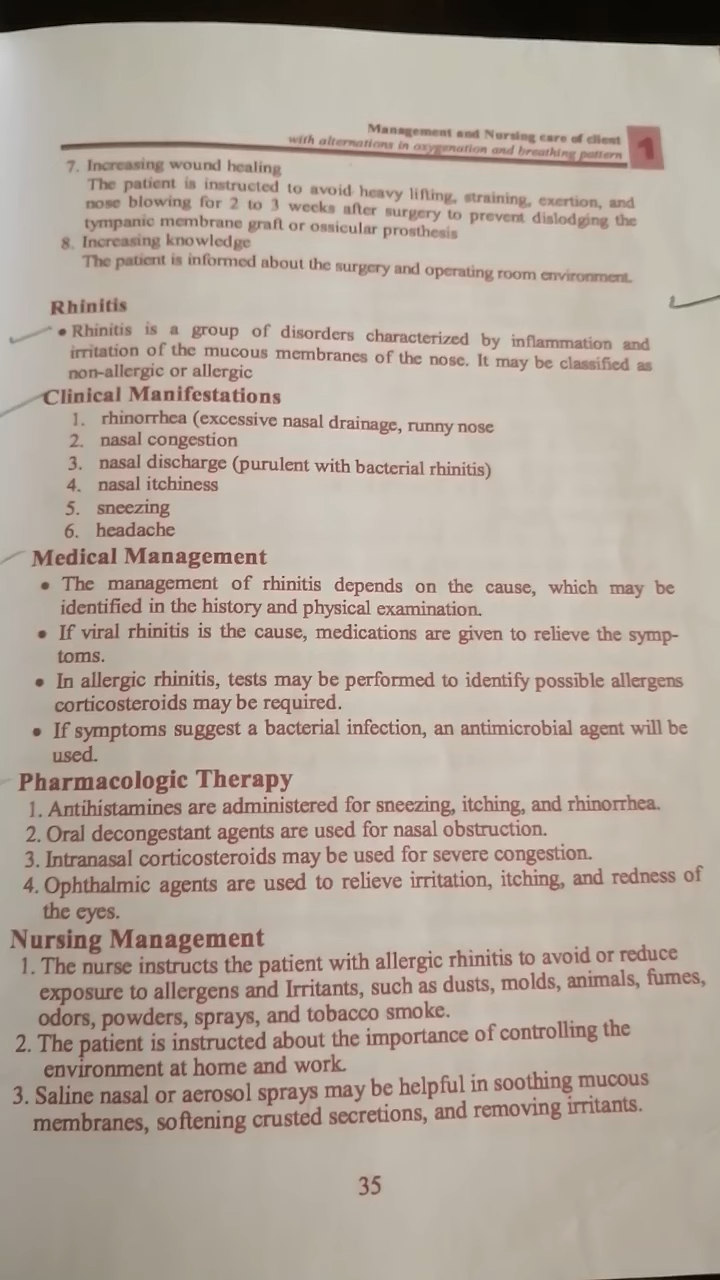 Management and Nursing care of client
with alternations in oxygenation and breathing pattern
1
7. Increasing wound healing
The patient is instructed to avoid heavy lifting, straining, exertion, and
nose blowing for 2 to 3 weeks after surgery to prevent dislodging the
tympanic membrane graft or ossicular prosthesis
8. Increasing knowledge
The patient is informed about the surgery and operating room environment.
Rhinitis
• Rhinitis is a group of disorders characterized by inflammation and
irritation of the mucous membranes of the nose. It may be classified as
non-allergic or allergic
Clinical Manifestations
1. rhinorrhea (excessive nasal drainage, runny nose
2. nasal congestion
3. nasal discharge (purulent with bacterial rhinitis)
4. nasal itchiness
5. sneezing
6. headache
Medical Management
• The management of rhinitis depends on the cause, which may be
identified in the history and physical examination.
• If viral rhinitis is the cause, medications are given to relieve the symp-
toms.
• In allergic rhinitis, tests may be performed to identify possible allergens
corticosteroids may be required.
• If symptoms suggest a bacterial infection, an antimicrobial agent will be
used.
Pharmacologic Therapy
1. Antihistamines are administered for sneezing, itching, and rhinorrhea.
2. Oral decongestant agents are used for nasal obstruction.
3. Intranasal corticosteroids may be used for severe congestion.
4. Ophthalmic agents are used to relieve irritation, itching, and redness of
the eyes.
Nursing Management
1. The nurse instructs the patient with allergic rhinitis to avoid or reduce
exposure to allergens and Irritants, such as dusts, molds, animals, fumes,
odors, powders, sprays, and tobacco smoke.
2. The patient is instructed about the importance of controlling the
environment at home and work.
3. Saline nasal or aerosol sprays may be helpful in soothing mucous
membranes, softening crusted secretions, and removing irritants.
35